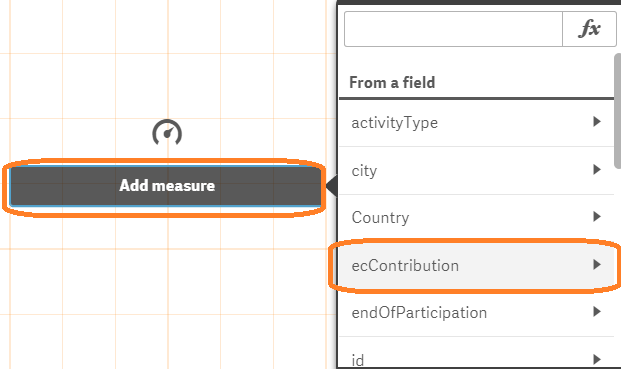 fx
From a field
activityType
city
Add measure
Country
ecContribution
endOfParticipation
id